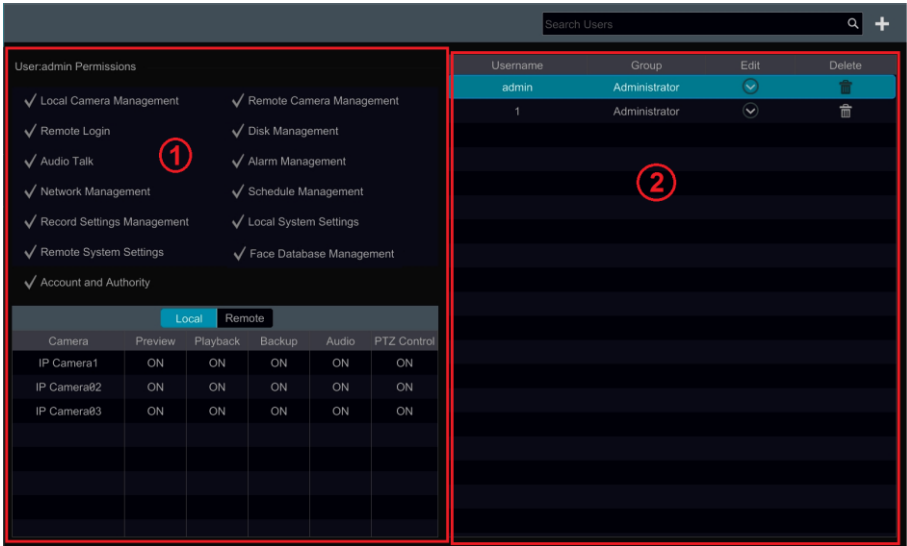 Search Users
User:admin Permissions
Local Camera Management Remote Camera Management
Remote Login Disk Management
Audio Talk Alarm Management
Network Management Schedule Management
Record Settings Management Local System Settings
Remote System Settings Face Database Management
Account and Authority
1
Local Remote
Camera Preview Playback Backup Audio PTZ Control
IP Camera1 ON ON ON ON ON
IP Camera02 ON ON ON ON ON
IP Camera03 ON ON ON ON ON
Username Group Edit Delete
admin Administrator
1 Administrator
2